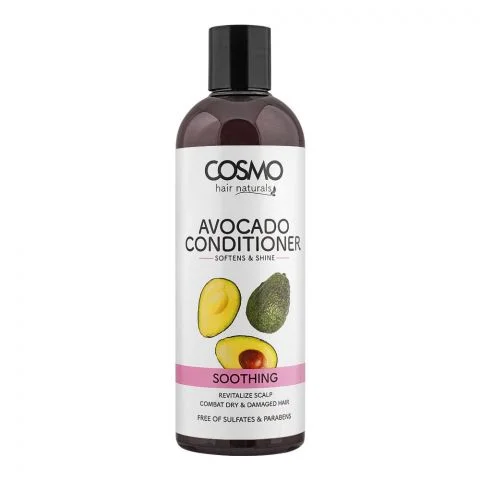 COSMO
hair naturals
AVOCADO
CONDITIONER
SOFTENS & SHINE
SOOTHING
REVITALIZE SCALP
COMBAT DRY & DAMAGED HAIR
FREE OF SULFATES & PARABENS